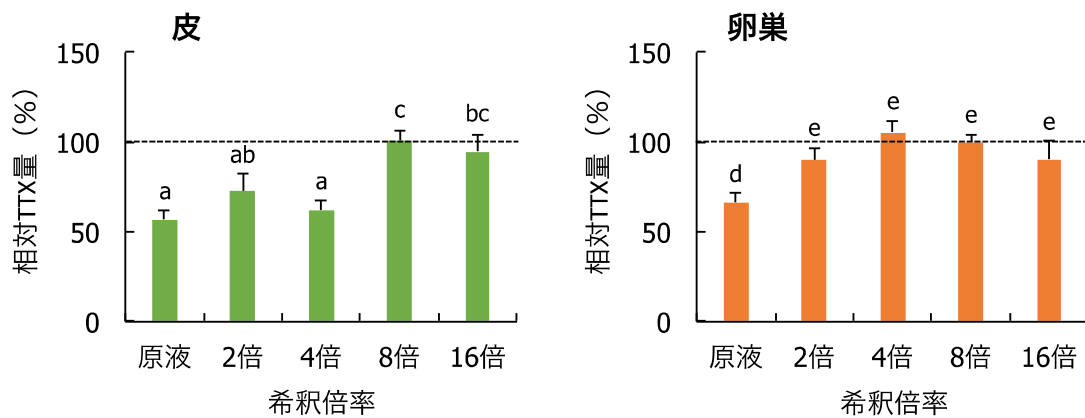 皮
相対TTX量（%）
150
100
50
0
a
ab
a
c
bc
原液 2倍 4倍 8倍 16倍
希釈倍率
卵巣
相対TTX量（%）
150
100
50
0
d
e
e
e
e
原液 2倍 4倍 8倍 16倍
希釈倍率